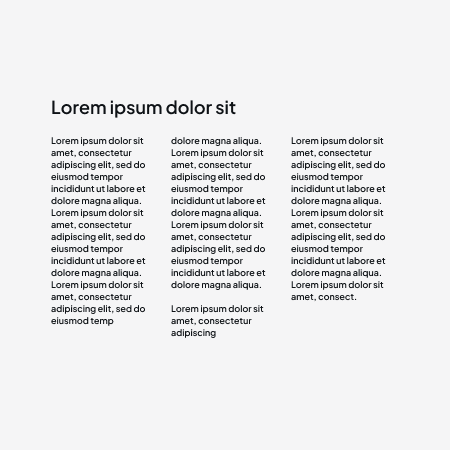 Lorem ipsum dolor sit
Lorem ipsum dolor sit
amet, consectetur
adipiscing elit, sed do
eiusmod tempor
incididunt ut labore et
dolore magna aliqua.
Lorem ipsum dolor sit
amet, consectetur
adipiscing elit, sed do
eiusmod tempor
incididunt ut labore et
dolore magna aliqua.
Lorem ipsum dolor sit
amet, consectetur
adipiscing elit, sed do
eiusmod temp
dolore magna aliqua.
Lorem ipsum dolor sit
amet, consectetur
adipiscing elit, sed do
eiusmod tempor
incididunt ut labore et
dolore magna aliqua.
Lorem ipsum dolor sit
amet, consectetur
adipiscing elit, sed do
eiusmod tempor
incididunt ut labore et
dolore magna aliqua.
Lorem ipsum dolor sit
amet, consectetur
adipiscing
Lorem ipsum dolor sit
amet, consectetur
adipiscing elit, sed do
eiusmod tempor
incididunt ut labore et
dolore magna aliqua.
Lorem ipsum dolor sit
amet, consectetur
adipiscing elit, sed do
eiusmod tempor
incididunt ut labore et
dolore magna aliqua.
Lorem ipsum dolor sit
amet, consect.